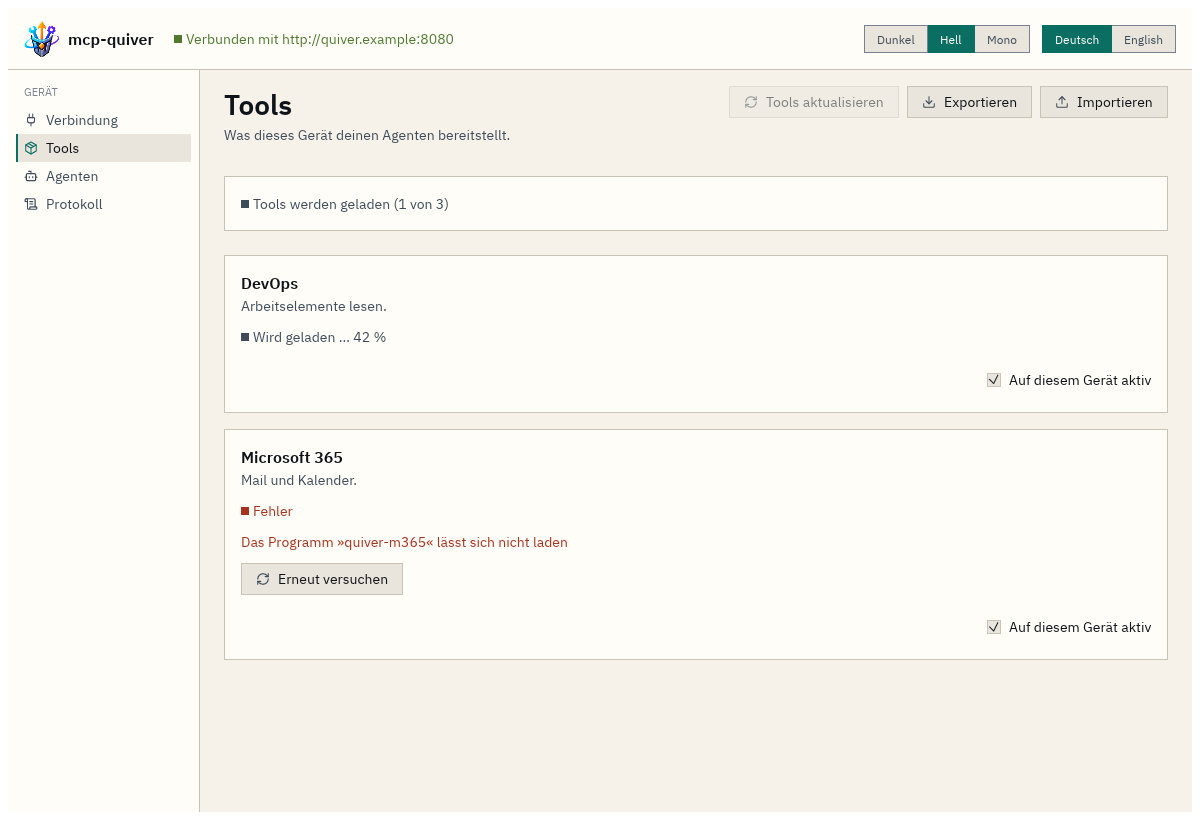 mcp-quiver
Verbunden mit http://quiver.example:8080
Dunkel Hell Mono
Deutsch English
GERÄT
Verbindung
Tools
Agenten
Protokoll
Tools
Was dieses Gerät deinen Agenten bereitstellt.
Tools aktualisieren
Exportieren
Importieren
Tools werden geladen (1 von 3)
DevOps
Arbeitselemente lesen.
Wird geladen … 42 %
Auf diesem Gerät aktiv
Microsoft 365
Mail und Kalender.
Fehler
Das Programm »quiver-m365« lässt sich nicht laden
Erneut versuchen
Auf diesem Gerät aktiv